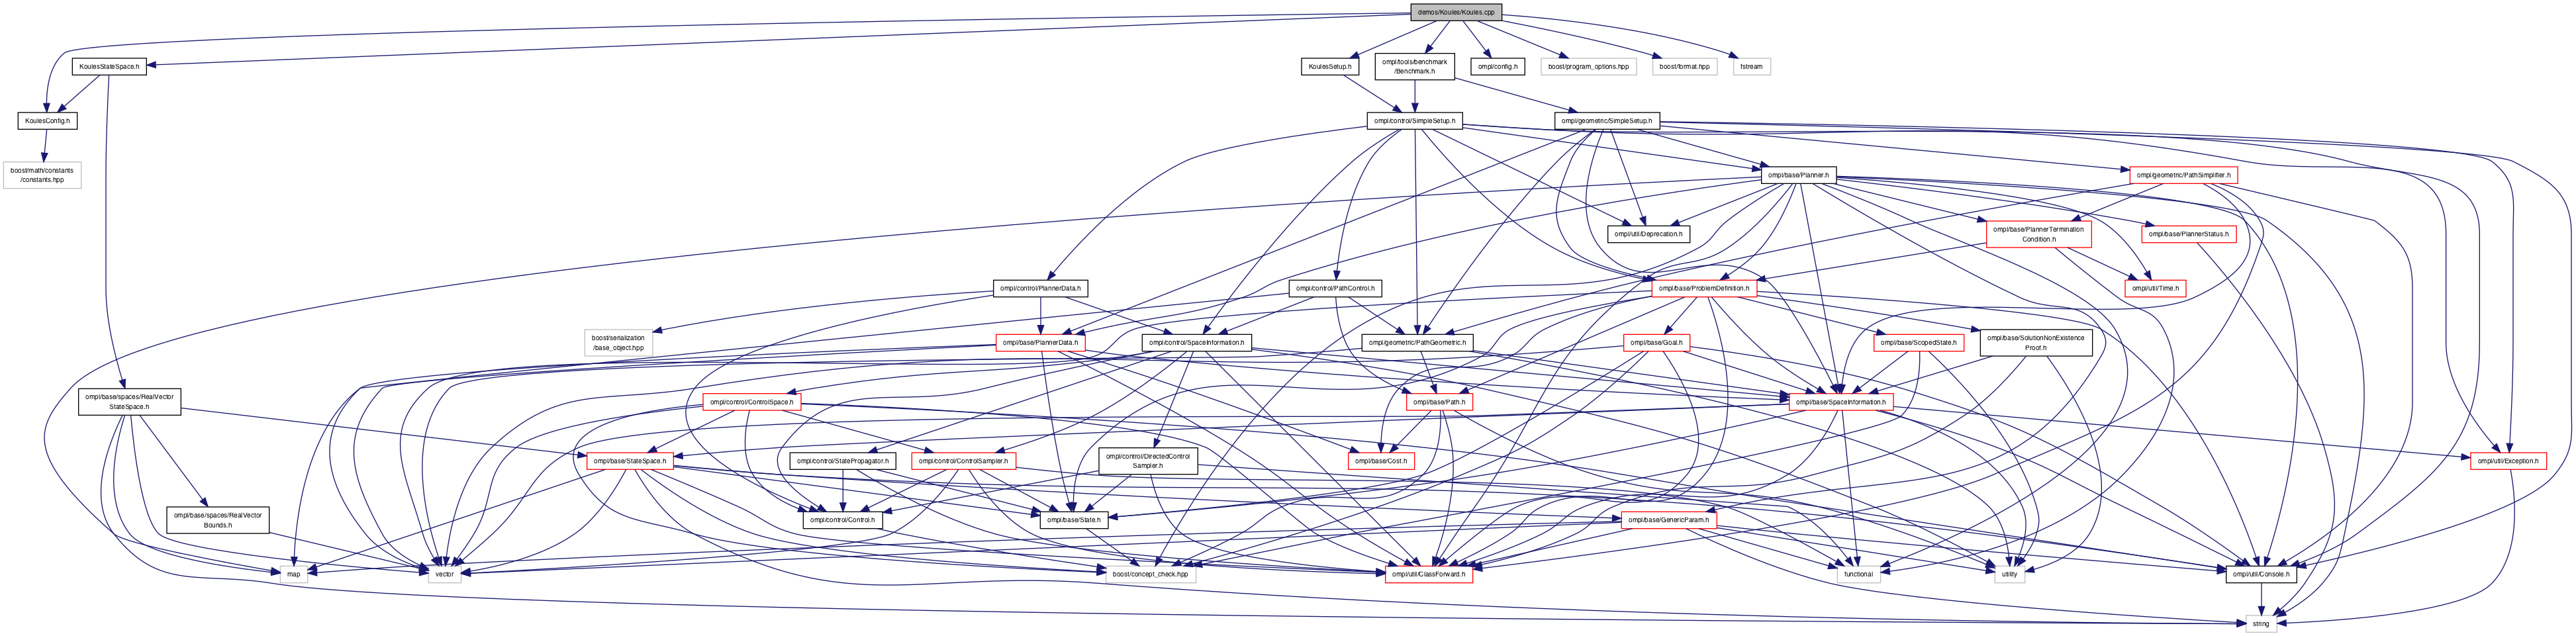 demos/Koules/Koules.cpp
KoulesStateSpace.h
KoulesSetup.h
ompl/tools/benchmark
/Benchmark.h
ompl/config.h
boost/program_options.hpp
boost/format.hpp
fstream
KoulesConfig.h
ompl/control/SimpleSetup.h
ompl/geometric/SimpleSetup.h
boost/math/constants
/constants.hpp
ompl/base/Planner.h
ompl/geometric/PathSimplifier.h
ompl/util/Deprecation.h
ompl/base/PlannerTermination
Condition.h
ompl/base/PlannerStatus.h
ompl/control/PlannerData.h
ompl/control/PathControl.h
ompl/base/ProblemDefinition.h
ompl/util/Time.h
boost/serialization
/base_object.hpp
ompl/base/PlannerData.h
ompl/control/SpaceInformation.h
ompl/geometric/PathGeometric.h
ompl/base/Goal.h
ompl/base/ScopedState.h
ompl/base/SolutionNonExistence
Proof.h
ompl/base/spaces/RealVector
StateSpace.h
ompl/control/ControlSpace.h
ompl/base/Path.h
ompl/base/SpaceInformation.h
ompl/base/StateSpace.h
ompl/control/StatePropagator.h
ompl/control/ControlSampler.h
ompl/control/DirectedControl
Sampler.h
ompl/base/Cost.h
ompl/util/Exception.h
ompl/base/spaces/RealVector
Bounds.h
ompl/control/Control.h
ompl/base/State.h
ompl/base/GenericParam.h
map
vector
boost/concept_check.hpp
ompl/util/ClassForward.h
functional
utility
ompl/util/Console.h
string